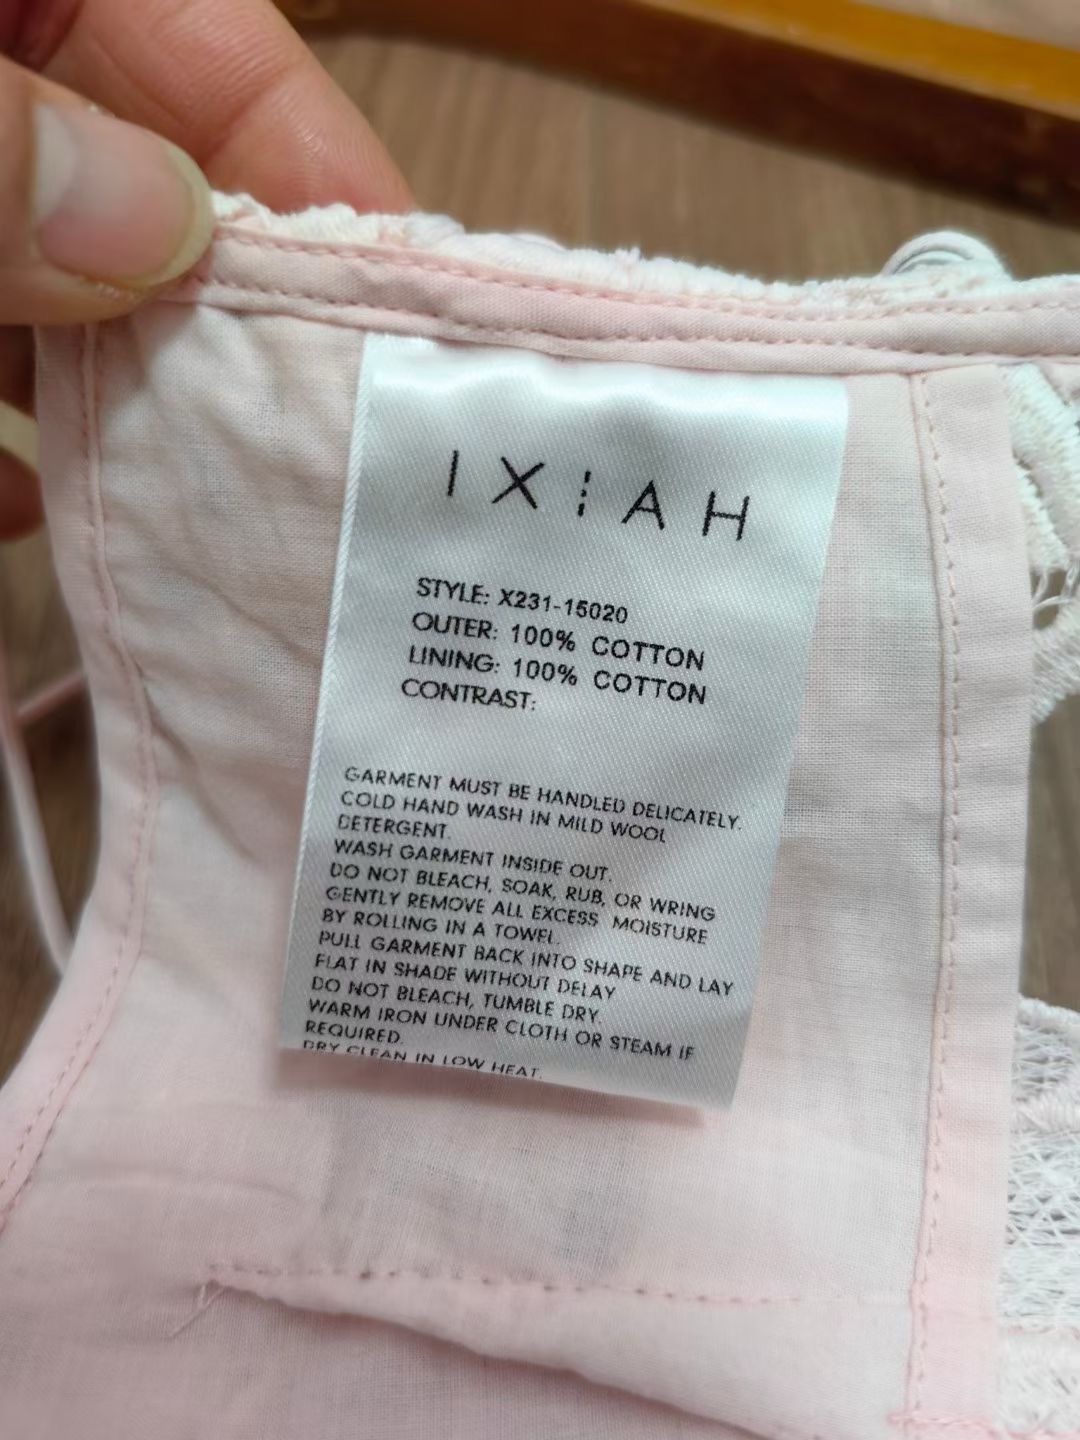 IXIAH
STYLE: X231-15020
OUTER: 100% COTTON
LINING: 100% COTTON
CONTRAST:
GARMENT MUST BE HANDLED DELICATELY.
COLD HAND WASH IN MILD WOOL
DETERGENT.
WASH GARMENT INSIDE OUT.
DO NOT BLEACH, SOAK, RUB, OR WRING
GENTLY REMOVE ALL EXCESS MOISTURE
BY ROLLING IN A TOWEL.
PULL GARMENT BACK INTO SHAPE AND LAY
FLAT IN SHADE WITHOUT DELAY
DO NOT BLEACH, TUMBLE DRY.
WARM IRON UNDER CLOTH OR STEAM IF
REQUIRED.
DRY CLEAN IN LOW HEAT.